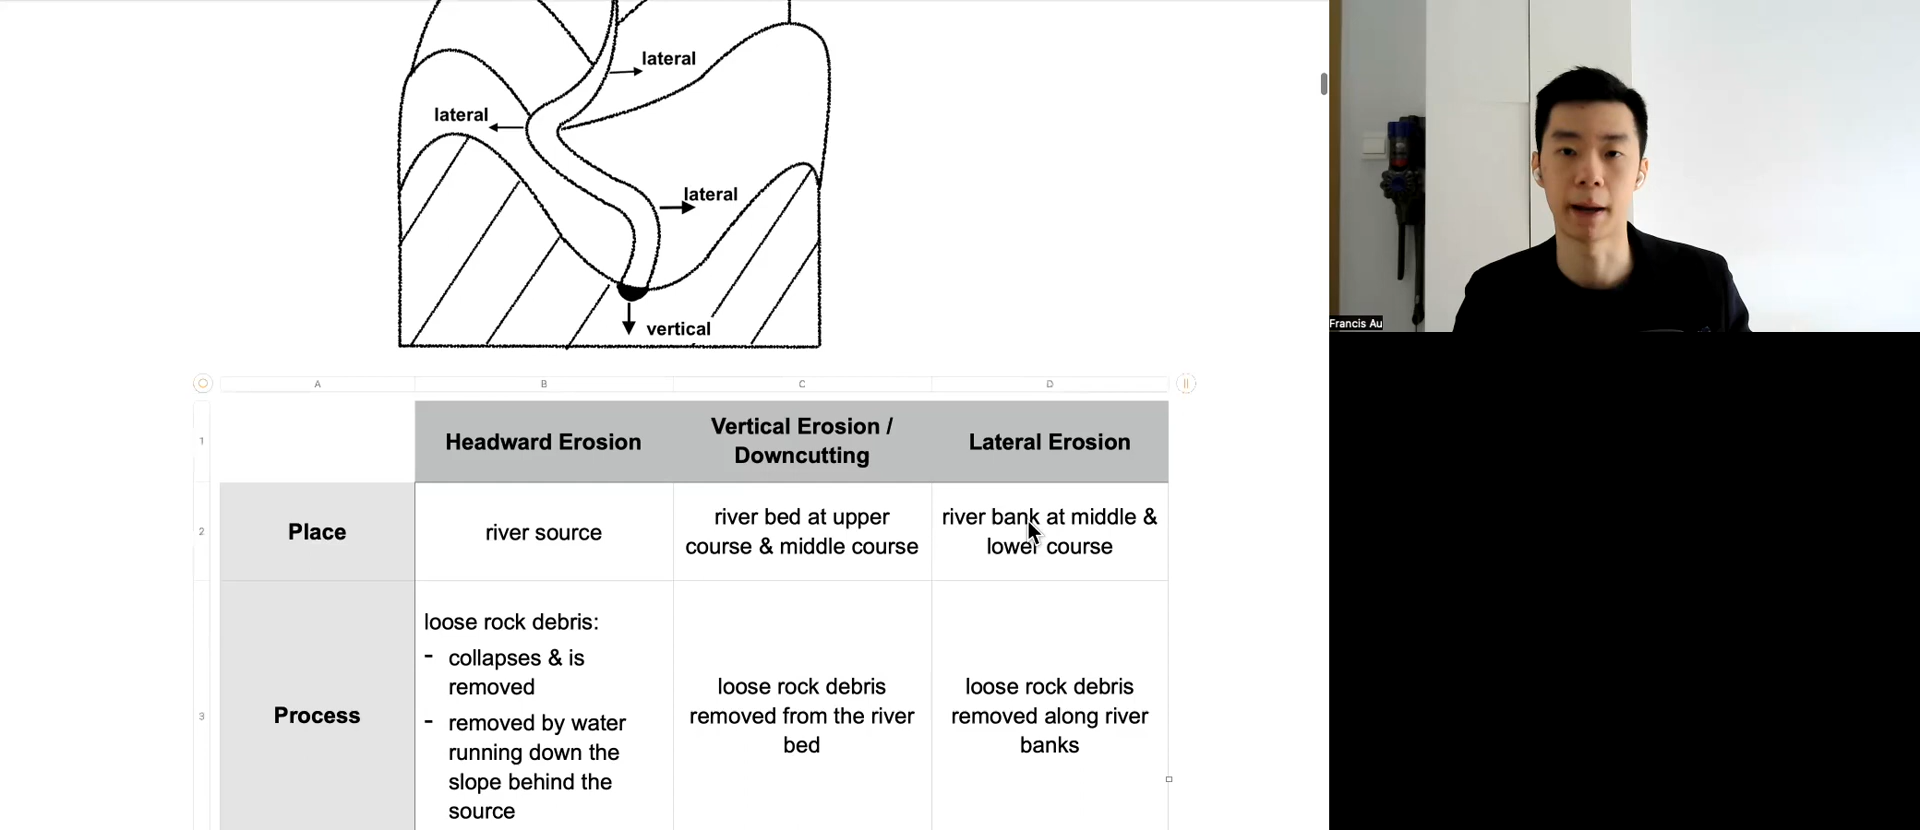 lateral
lateral
lateral
vertical
Francis Au
A B C D
1
Headward Erosion
Vertical Erosion /
Downcutting
Lateral Erosion
2
Place
river source
river bed at upper
course & middle course
river bank at middle &
lower course
3
Process
loose rock debris:
- collapses & is
removed
- removed by water
running down the
slope behind the
source
loose rock debris
removed from the river
bed
loose rock debris
removed along river
banks